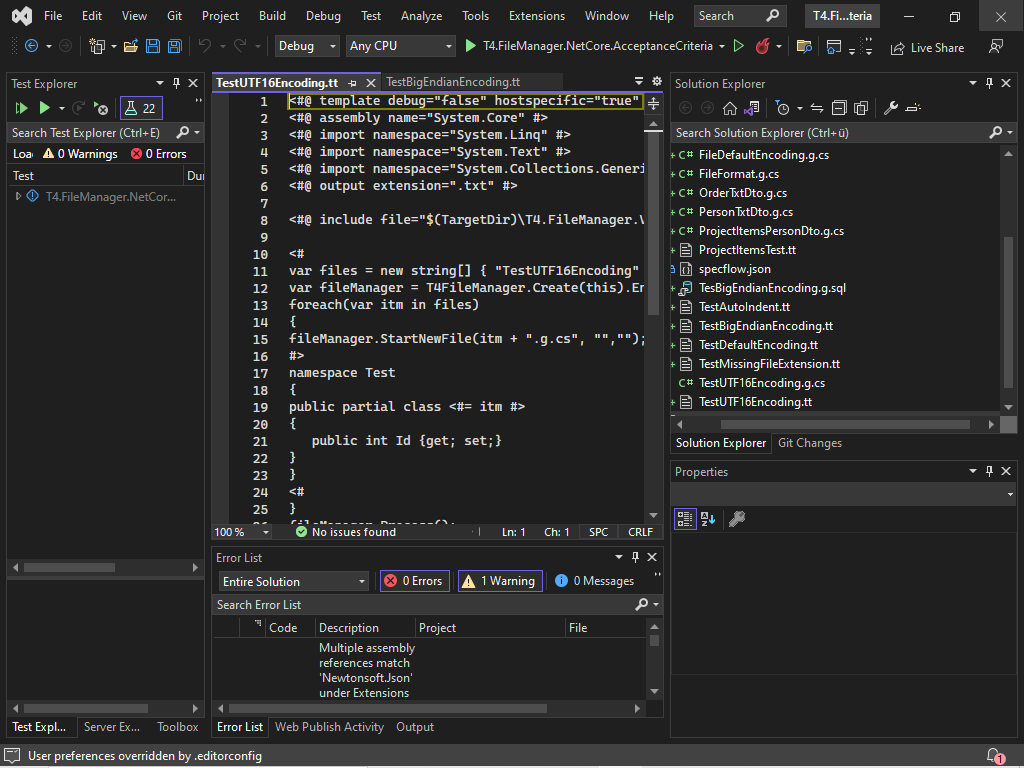 File Edit View Git Project Build Debug Test Analyze Tools Extensions Window Help Search T4.Fi...teria
Debug Any CPU T4.FileManager.NetCore.AcceptanceCriteria Live Share
Test Explorer
22
Search Test Explorer (Ctrl+E)
Loa 0 Warnings 0 Errors
Test Dur
T4.FileManager.NetCor...
TestUTF16Encoding.tt TestBigEndianEncoding.tt
1 <#@ template debug="false" hostspecific="true"
2 <#@ assembly name="System.Core" #>
3 <#@ import namespace="System.Linq" #>
4 <#@ import namespace="System.Text" #>
5 <#@ import namespace="System.Collections.Generi
6 <#@ output extension=".txt" #>
7
8 <#@ include file="$(TargetDir)\T4.FileManager.V
9
10 <#
11 var files = new string[] { "TestUTF16Encoding"
12 var fileManager = T4FileManager.Create(this).En
13 foreach(var itm in files)
14 {
15 fileManager.StartNewFile(itm + ".g.cs", "","");
16 #>
17 namespace Test
18 {
19 public partial class <#= itm #>
20 {
21 public int Id {get; set;}
22 }
23 }
24 <#
25 }
26 fileManager.Process();
100 % No issues found Ln: 1 Ch: 1 SPC CRLF
Error List
Entire Solution 0 Errors 1 Warning 0 Messages
Search Error List
Code Description Project File
Multiple assembly
references match
'Newtonsoft.Json'
under Extensions
Test Expl... Server Ex... Toolbox
Error List Web Publish Activity Output
Solution Explorer
Search Solution Explorer (Ctrl+ü)
FileDefaultEncoding.g.cs
FileFormat.g.cs
OrderTxtDto.g.cs
PersonTxtDto.g.cs
ProjectItemsPersonDto.g.cs
ProjectItemsTest.tt
specflow.json
TesBigEndianEncoding.g.sql
TestAutoIndent.tt
TestBigEndianEncoding.tt
TestDefaultEncoding.tt
TestMissingFileExtension.tt
TestUTF16Encoding.g.cs
TestUTF16Encoding.tt
Solution Explorer Git Changes
Properties
User preferences overridden by .editorconfig
1